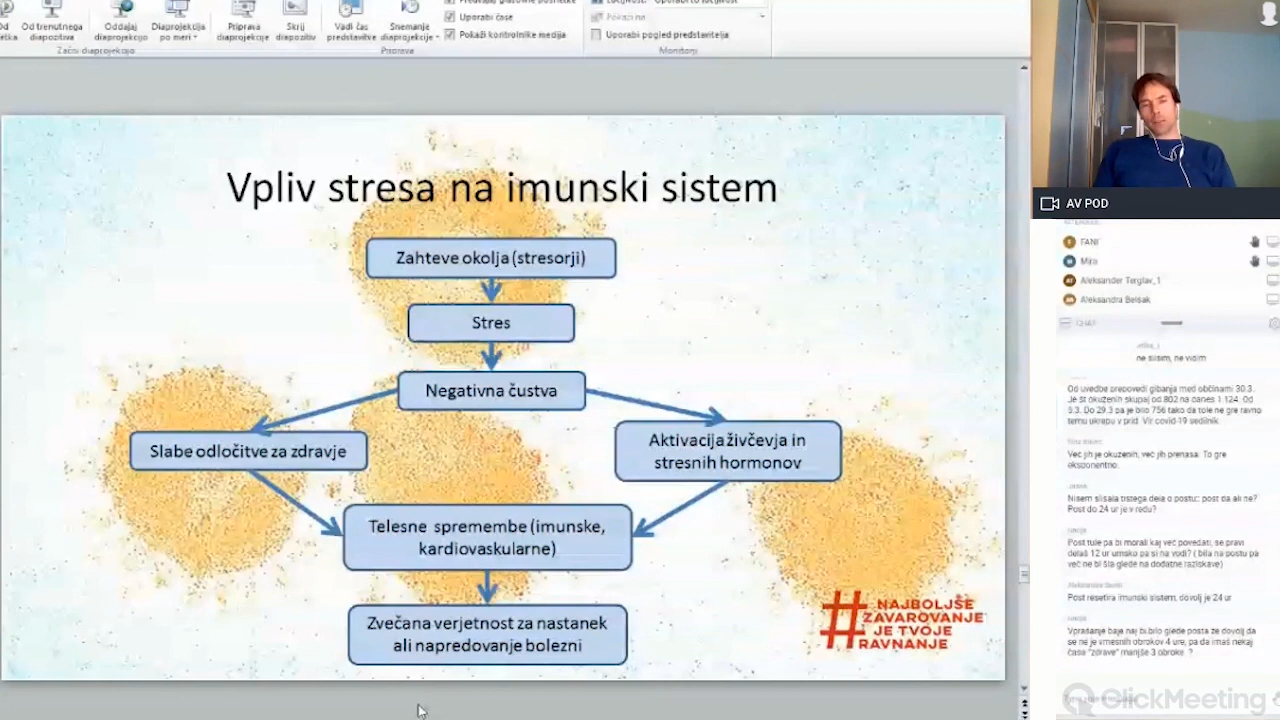 Od trenutnega
diapozitiva
Oddaj
diaprojekcijo
Diaprojekcija
po meri
Začni diaprojekcijo
Priprava
diaprojekcije
Skrij
diapozitiv
Vadi čas
predstavitve
Snemanje
diaprojekcije
Priprava
Uporabi čase
Pokaži kontrolnike medija
Pokaži na:
Uporabi pogled predstavitelja
Monitorji
Vpliv stresa na imunski sistem
Zahteve okolja (stresorji)
Stres
Negativna čustva
Slabe odločitve za zdravje
Aktivacija živčevja in
stresnih hormonov
Telesne spremembe (imunske,
kardiovaskularne)
Zvečana verjetnost za nastanek
ali napredovanje bolezni
#NAJBOLJŠE
ZAVAROVANJE
JE TVOJE
RAVNANJE
AV POD
FANI
Mira
Aleksander Terglav_1
Aleksandra Belšak
CHAT
ne slisim, ne vidim
Od uvedbe prepovedi gibanja med občinami 30.3.
Je št okuženih skupaj od 802 na danes 1 124. Od
5.3. Do 29.3 pa je bilo 756 tako da tole ne gre ravno
temu ukrepu v prid. Vir covid-19 sledilnik.
Več jih je okuženih, več jih prenasa. To gre
eksponentno.
Nisem slisala tistega dela o postu:: post da ali ne?
Post do 24 ur je v redu?
Post tule pa bi morali kaj več povedati, se pravi
delaš 12 ur umsko pa si na vodi? ( bila na postu pa
več ne bi šla glede na dodatne raziskave)
Post resetira imunski sistem, dovolj je 24 ur
Vprašanje baje naj bi bilo glede posta že dovolj da
se ne je vmesnih obrokov 4 ure, pa da imaš nekaj
časa "zdrave" manjše 3 obroke ?
ClickMeeting